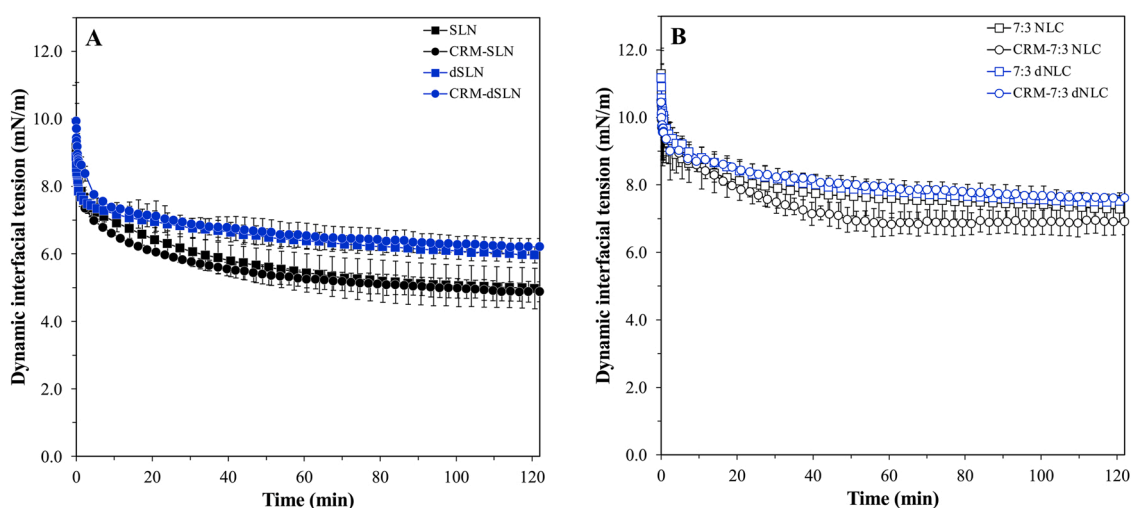 A
SLN
CRM-SLN
dSLN
CRM-dSLN
Dynamic interfacial tension (mN/m)
12.0
10.0
8.0
6.0
4.0
2.0
0.0
0 20 40 60 80 100 120
Time (min)
B
7:3 NLC
CRM-7:3 NLC
7:3 dNLC
CRM-7:3 dNLC
Dynamic interfacial tension (mN/m)
12.0
10.0
8.0
6.0
4.0
2.0
0.0
0 20 40 60 80 100 120
Time (min)